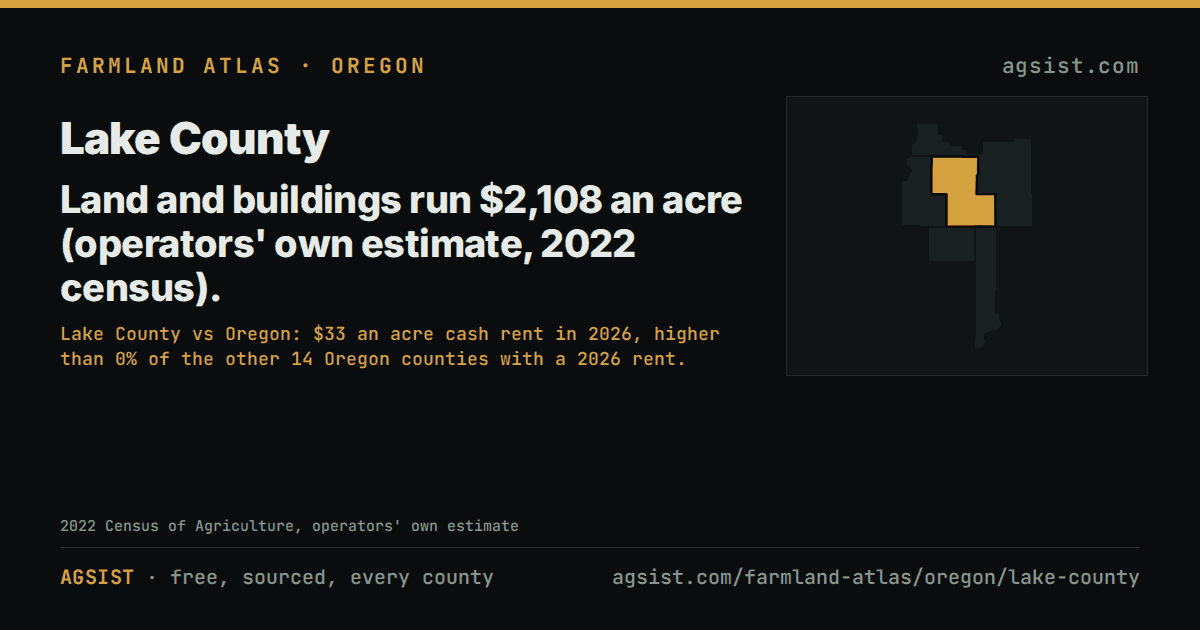 FARMLAND ATLAS · OREGON
agsist.com
Lake County
Land and buildings run $2,108 an acre
(operators' own estimate, 2022
census).
Lake County vs Oregon: $33 an acre cash rent in 2026, higher
than 0% of the other 14 Oregon counties with a 2026 rent.
2022 Census of Agriculture, operators' own estimate
AGSIST · free, sourced, every county
agsist.com/farmland-atlas/oregon/lake-county